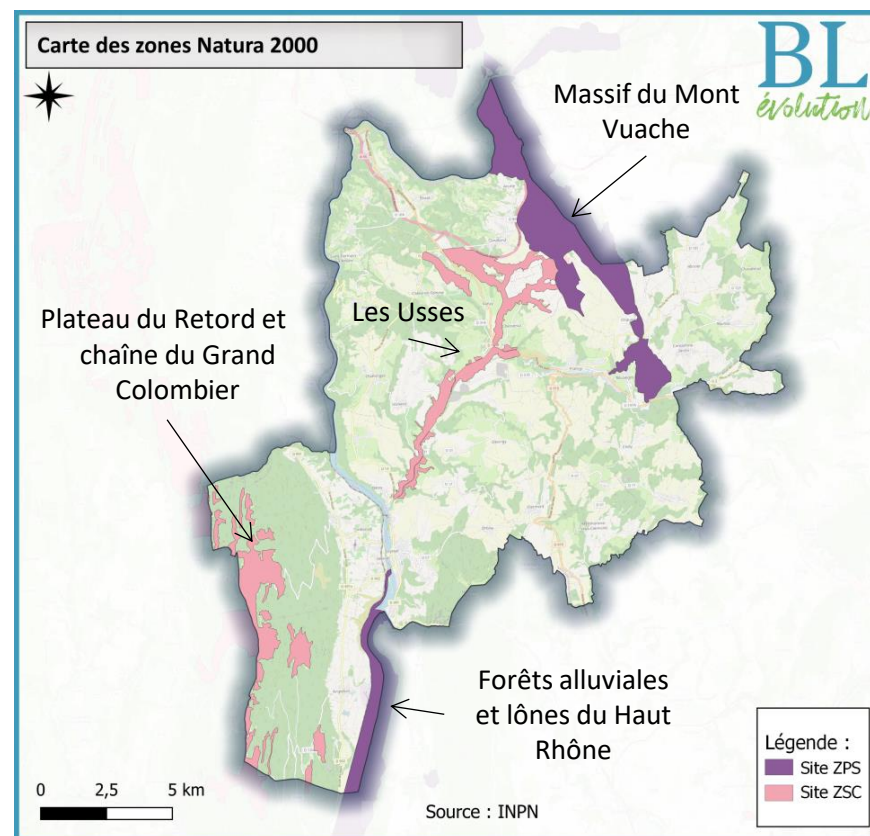 Carte des zones Natura 2000
BL
évolution
Massif du Mont
Vuache
Plateau du Retord et
chaîne du Grand
Colombier
Les Usses
Forêts alluviales
et lônes du Haut
Rhône
Légende :
Site ZPS
Site ZSC
0 2,5 5 km
Source : INPN